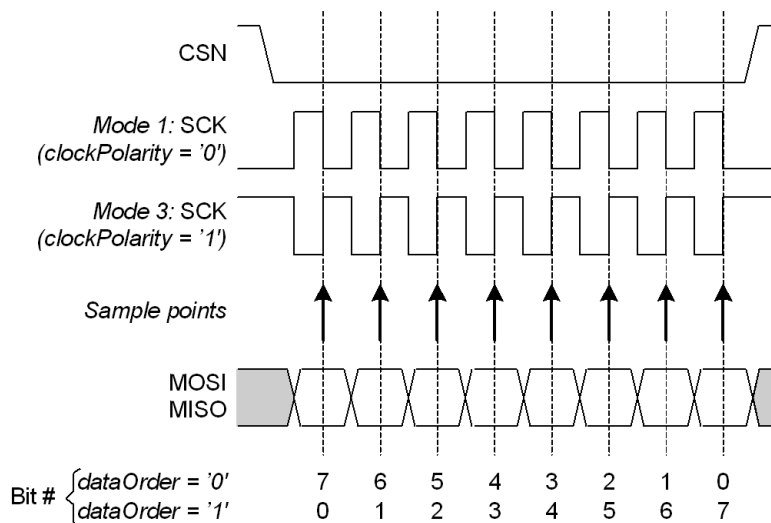 CSN
Mode 1: SCK
(clockPolarity = '0')
Mode 3: SCK
(clockPolarity = '1')
Sample points
MOSI
MISO
Bit # dataOrder = '0' 7 6 5 4 3 2 1 0
dataOrder = '1' 0 1 2 3 4 5 6 7